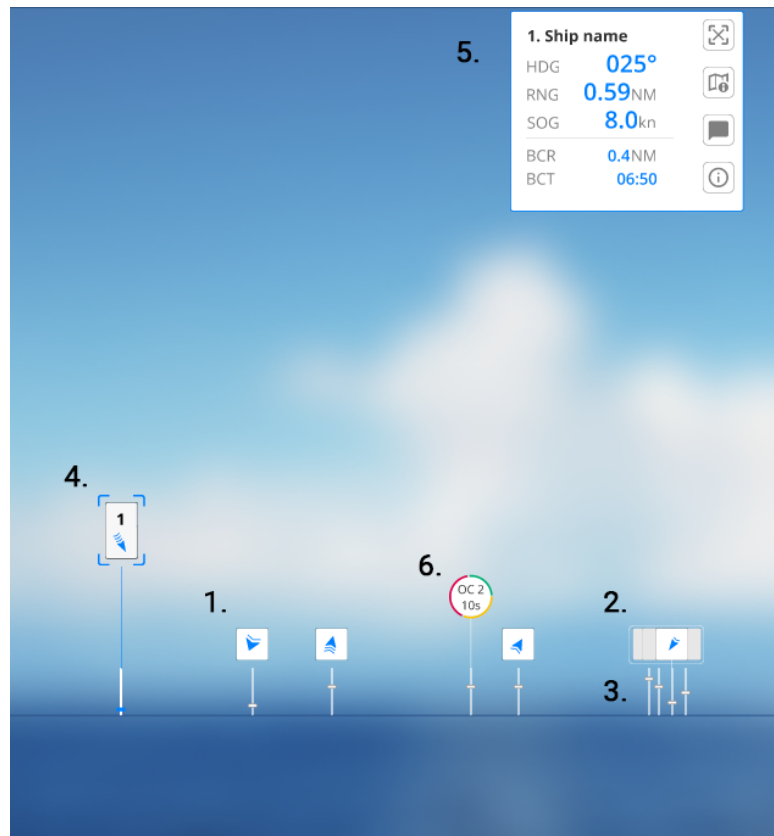 5.
1. Ship name
HDG 025°
RNG 0.59NM
SOG 8.0kn
BCR 0.4NM
BCT 06:50
4.
1
6.
OC 2
10s
1.
2.
3.